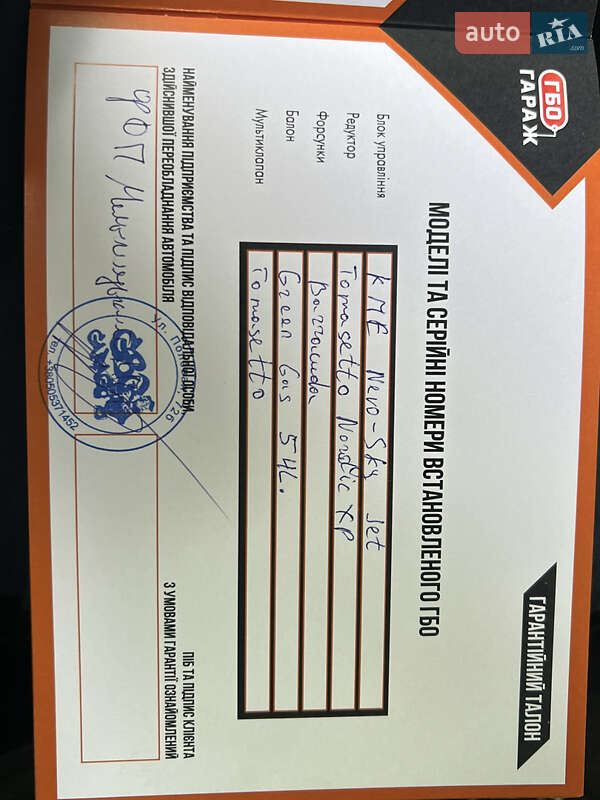 auto RIA .com
ГБО
ГАРАЖ
ГАРАНТІЙНИЙ ТАЛОН
МОДЕЛІ ТА СЕРІЙНІ НОМЕРИ ВСТАНОВЛЕНОГО ГБО
Блок управління KME Nevo-Sky Jet
Редуктор Tomasetto Nordic XP
Форсунки Barracuda
Балон Green Gas 54L.
Мультиклапан Tomasetto
НАЙМЕНУВАННЯ ПІДПРИЄМСТВА ТА ПІДПИС ВІДПОВІДАЛЬНОЇ ОСОБИ,
ЗДІЙСНИВШОЇ ПЕРЕОБЛАДНАННЯ АВТОМОБІЛЯ
ФОП
тел. +380505371452
ПІБ ТА ПІДПИС КЛІЄНТА
З УМОВАМИ ГАРАНТІЇ ОЗНАЙОМЛЕНИЙ